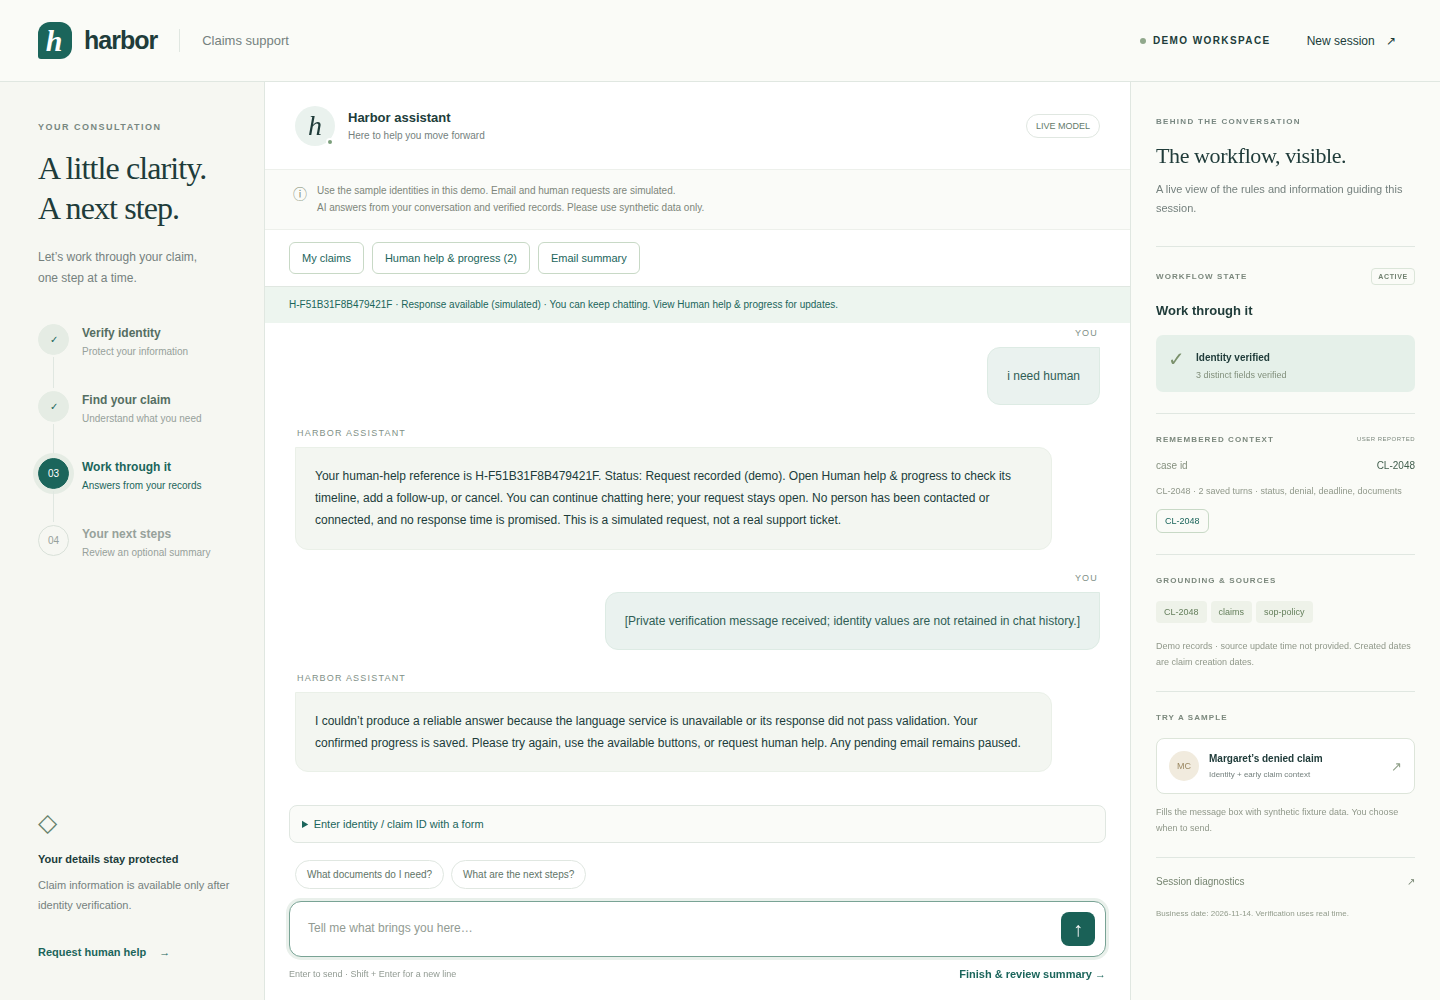 h harbor
Claims support
DEMO WORKSPACE
New session ↗
YOUR CONSULTATION
A little clarity.
A next step.
Let's work through your claim,
one step at a time.
✓ Verify identity
Protect your information
✓ Find your claim
Understand what you need
03 Work through it
Answers from your records
04 Your next steps
Review an optional summary
Your details stay protected
Claim information is available only after
identity verification.
Request human help →
h Harbor assistant
Here to help you move forward
LIVE MODEL
Use the sample identities in this demo. Email and human requests are simulated.
AI answers from your conversation and verified records. Please use synthetic data only.
My claims
Human help & progress (2)
Email summary
H-F51B31F8B479421F · Response available (simulated) · You can keep chatting. View Human help & progress for updates.
YOU
i need human
HARBOR ASSISTANT
Your human-help reference is H-F51B31F8B479421F. Status: Request recorded (demo). Open Human help & progress to check its
timeline, add a follow-up, or cancel. You can continue chatting here; your request stays open. No person has been contacted or
connected, and no response time is promised. This is a simulated request, not a real support ticket.
YOU
[Private verification message received; identity values are not retained in chat history.]
HARBOR ASSISTANT
I couldn't produce a reliable answer because the language service is unavailable or its response did not pass validation. Your
confirmed progress is saved. Please try again, use the available buttons, or request human help. Any pending email remains paused.
▶ Enter identity / claim ID with a form
What documents do I need?
What are the next steps?
Tell me what brings you here…
↑
Enter to send · Shift + Enter for a new line
Finish & review summary →
BEHIND THE CONVERSATION
The workflow, visible.
A live view of the rules and information guiding this
session.
WORKFLOW STATE
ACTIVE
Work through it
✓ Identity verified
3 distinct fields verified
REMEMBERED CONTEXT
USER REPORTED
case id
CL-2048
CL-2048 · 2 saved turns · status, denial, deadline, documents
CL-2048
GROUNDING & SOURCES
CL-2048
claims
sop-policy
Demo records · source update time not provided. Created dates
are claim creation dates.
TRY A SAMPLE
MC Margaret's denied claim ↗
Identity + early claim context
Fills the message box with synthetic fixture data. You choose
when to send.
Session diagnostics ↗
Business date: 2026-11-14. Verification uses real time.